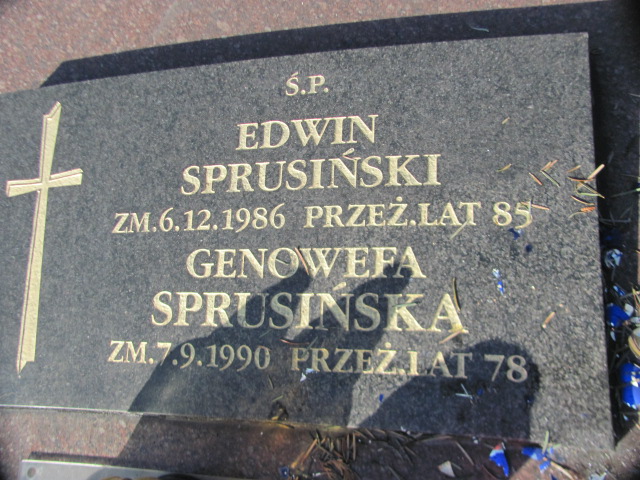 Ś.P.
EDWIN
SPRUSIŃSKI
ZM.6.12.1986 PRZEŻ.LAT 85
GENOWEFA
SPRUSIŃSKA
ZM.7.9.1990 PRZEŻ.LAT 78